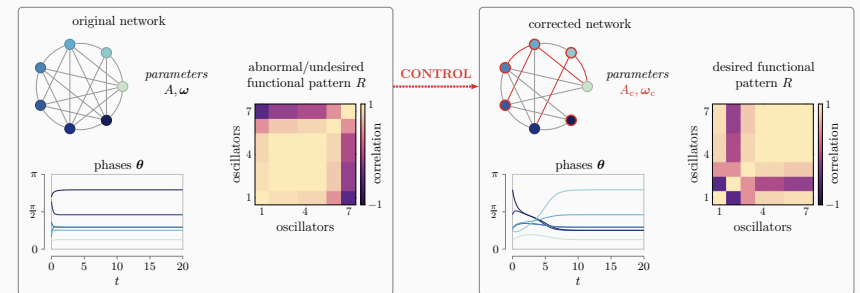 original network
parameters
A, ω
abnormal/undesired
functional pattern R
oscillators
7
4
1
1
4
7
oscillators
1
−1
correlation
phases θ
π
π/2
0
0
5
10
15
20
t
CONTROL
corrected network
parameters
Ac, ωc
desired functional
pattern R
oscillators
7
4
1
1
4
7
oscillators
1
−1
correlation
phases θ
π
π/2
0
0
5
10
15
20
t